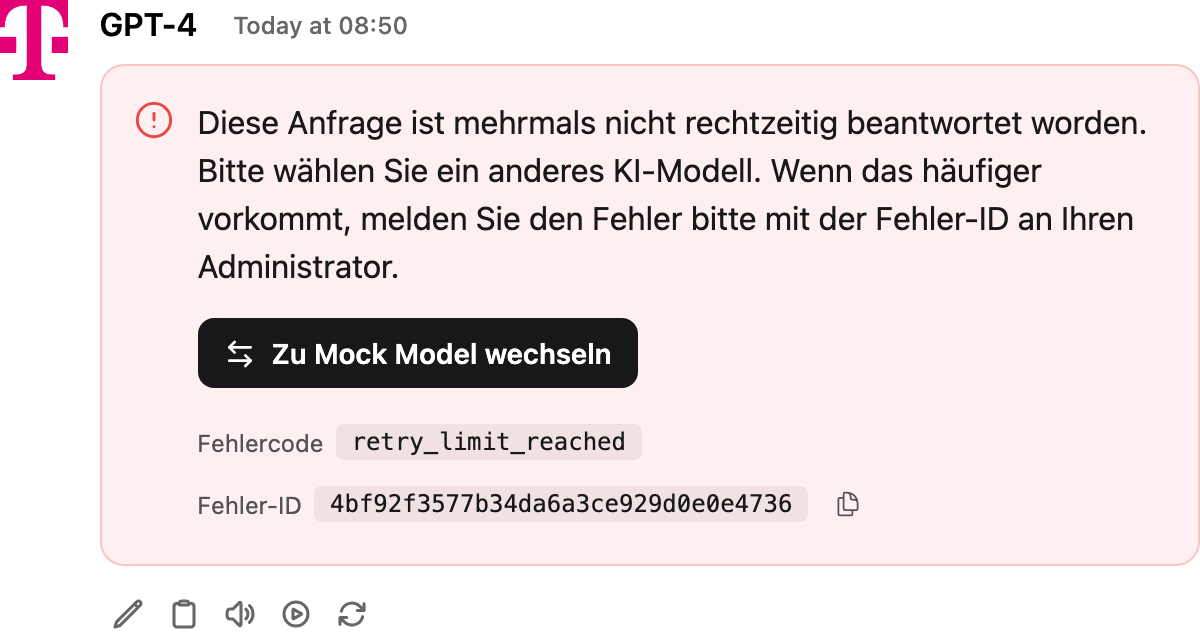 GPT-4 Today at 08:50
Diese Anfrage ist mehrmals nicht rechtzeitig beantwortet worden.
Bitte wählen Sie ein anderes KI-Modell. Wenn das häufiger
vorkommt, melden Sie den Fehler bitte mit der Fehler-ID an Ihren
Administrator.
Zu Mock Model wechseln
Fehlercode retry_limit_reached
Fehler-ID 4bf92f3577b34da6a3ce929d0e0e4736